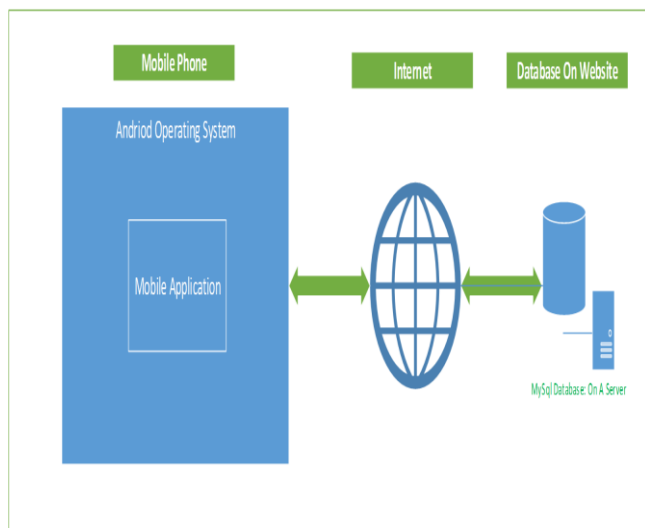 Mobile Phone
Internet
Database On Website
Andriod Operating System
Mobile Application
MySql Database: On A Server